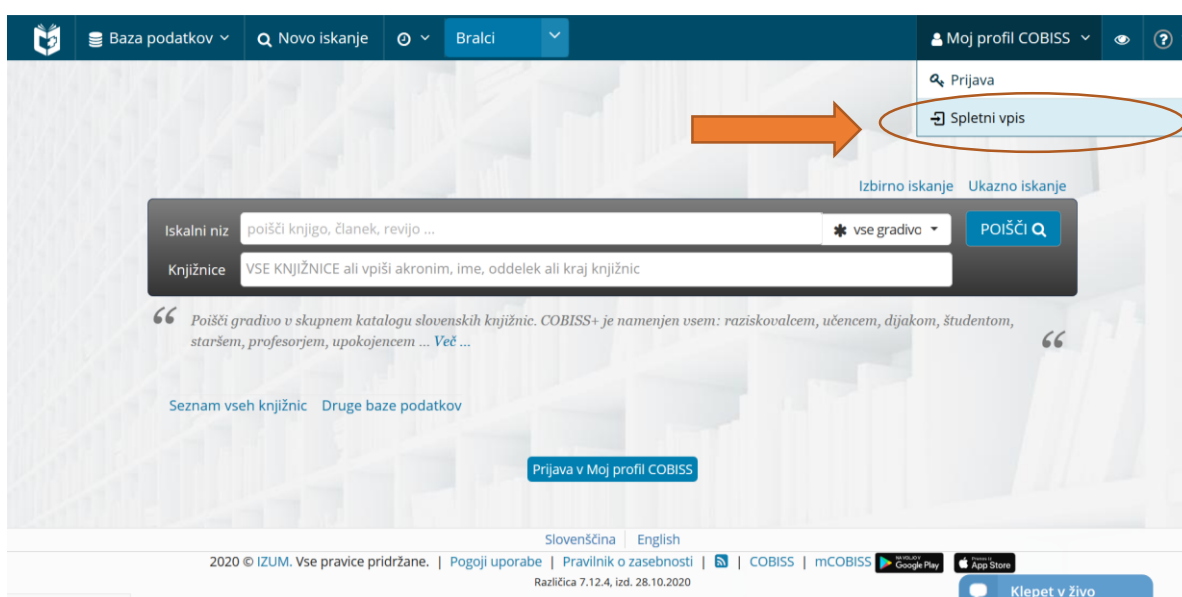 Baza podatkov Novo iskanje Bralci Moj profil COBISS
Prijava
Spletni vpis
Izbirno iskanje Ukazno iskanje
Iskalni niz poišči knjigo, članek, revijo ... vse gradivo POIŠČI
Knjižnice VSE KNJIŽNICE ali vpiši akronim, ime, oddelek ali kraj knjižnic
Poišči gradivo v skupnem katalogu slovenskih knjižnic. COBISS+ je namenjen vsem: raziskovalcem, učencem, dijakom, študentom,
staršem, profesorjem, upokojencem ... Več ...
Seznam vseh knjižnic Druge baze podatkov
Prijava v Moj profil COBISS
Slovenščina English
2020 © IZUM. Vse pravice pridržane. | Pogoji uporabe | Pravilnik o zasebnosti | | COBISS | mCOBISS Google Play App Store
Različica 7.12.4, izd. 28.10.2020
Klepet v živo